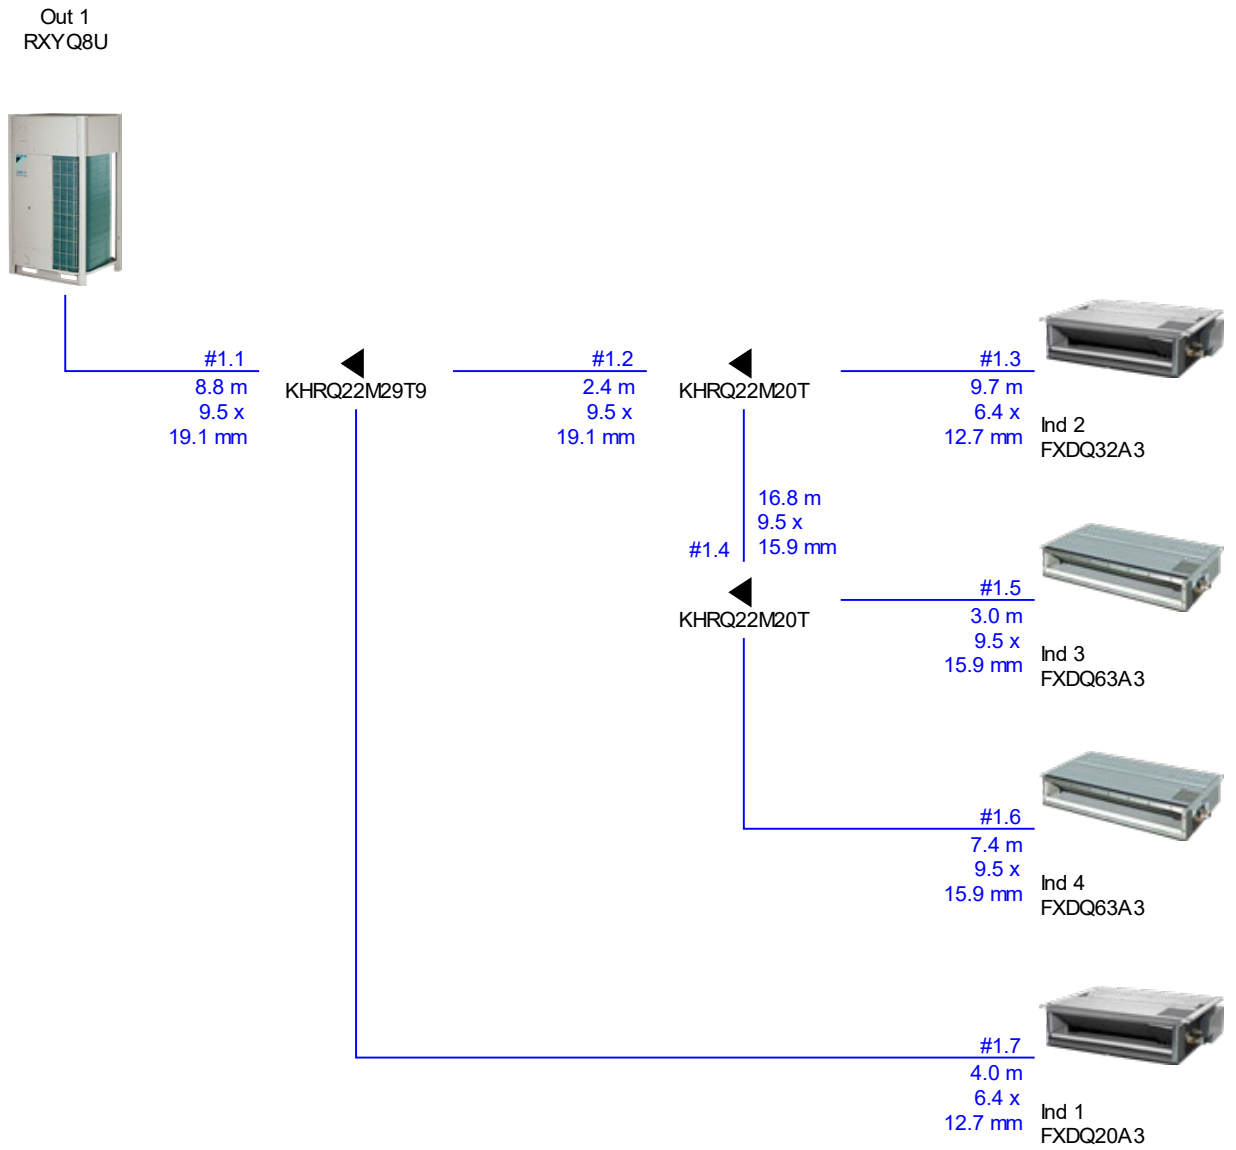 Out 1
RXYQ8U
#1.1
8.8 m
9.5 x
19.1 mm
KHRQ22M29T9
#1.2
2.4 m
9.5 x
19.1 mm
KHRQ22M20T
#1.3
9.7 m
6.4 x
12.7 mm
Ind 2
FXDQ32A3
16.8 m
9.5 x
#1.4
15.9 mm
KHRQ22M20T
#1.5
3.0 m
9.5 x
15.9 mm
Ind 3
FXDQ63A3
#1.6
7.4 m
9.5 x
15.9 mm
Ind 4
FXDQ63A3
#1.7
4.0 m
6.4 x
12.7 mm
Ind 1
FXDQ20A3